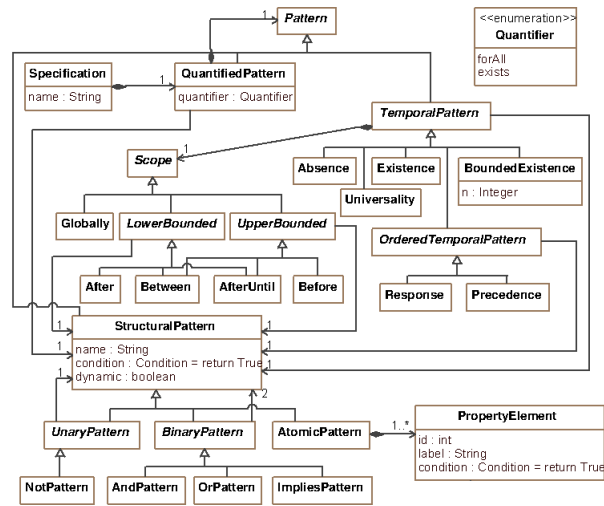 1
Pattern
<<enumeration>>
Quantifier
forAll
exists
Specification
name : String
1
QuantifiedPattern
quantifier : Quantifier
TemporalPattern
1
Scope
Absence
Existence
BoundedExistence
n : Integer
Universality
Globally
LowerBounded
UpperBounded
OrderedTemporalPattern
After
Between
AfterUntil
Before
Response
Precedence
StructuralPattern
name : String
condition : Condition = return True
dynamic : boolean
1
1
1
1
1
1
2
UnaryPattern
BinaryPattern
AtomicPattern
1..*
PropertyElement
id : int
label : String
condition : Condition = return True
NotPattern
AndPattern
OrPattern
ImpliesPattern